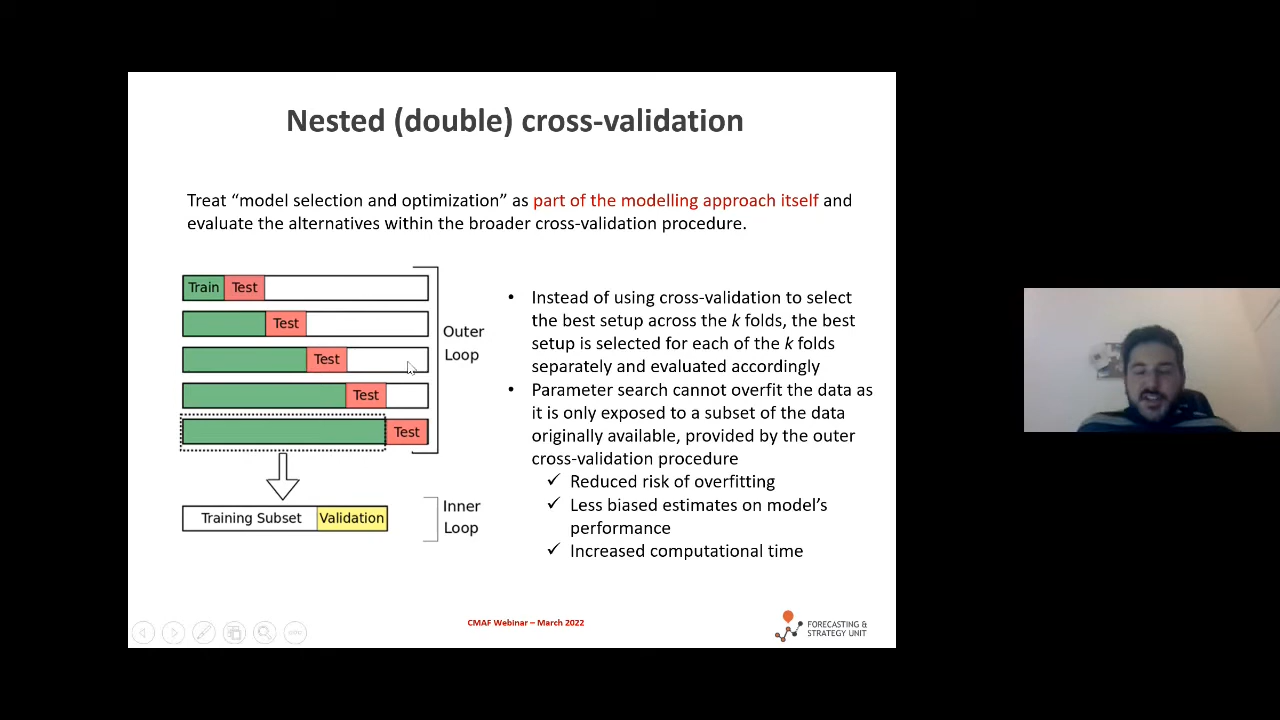 Nested (double) cross-validation
Treat “model selection and optimization” as part of the modelling approach itself and
evaluate the alternatives within the broader cross-validation procedure.
Train Test
Test
Test
Test
Test
Outer
Loop
Training Subset Validation
Inner
Loop
• Instead of using cross-validation to select
the best setup across the k folds, the best
setup is selected for each of the k folds
separately and evaluated accordingly
• Parameter search cannot overfit the data as
it is only exposed to a subset of the data
originally available, provided by the outer
cross-validation procedure
✓ Reduced risk of overfitting
✓ Less biased estimates on model’s
performance
✓ Increased computational time
CMAF Webinar – March 2022
FORECASTING &
STRATEGY UNIT